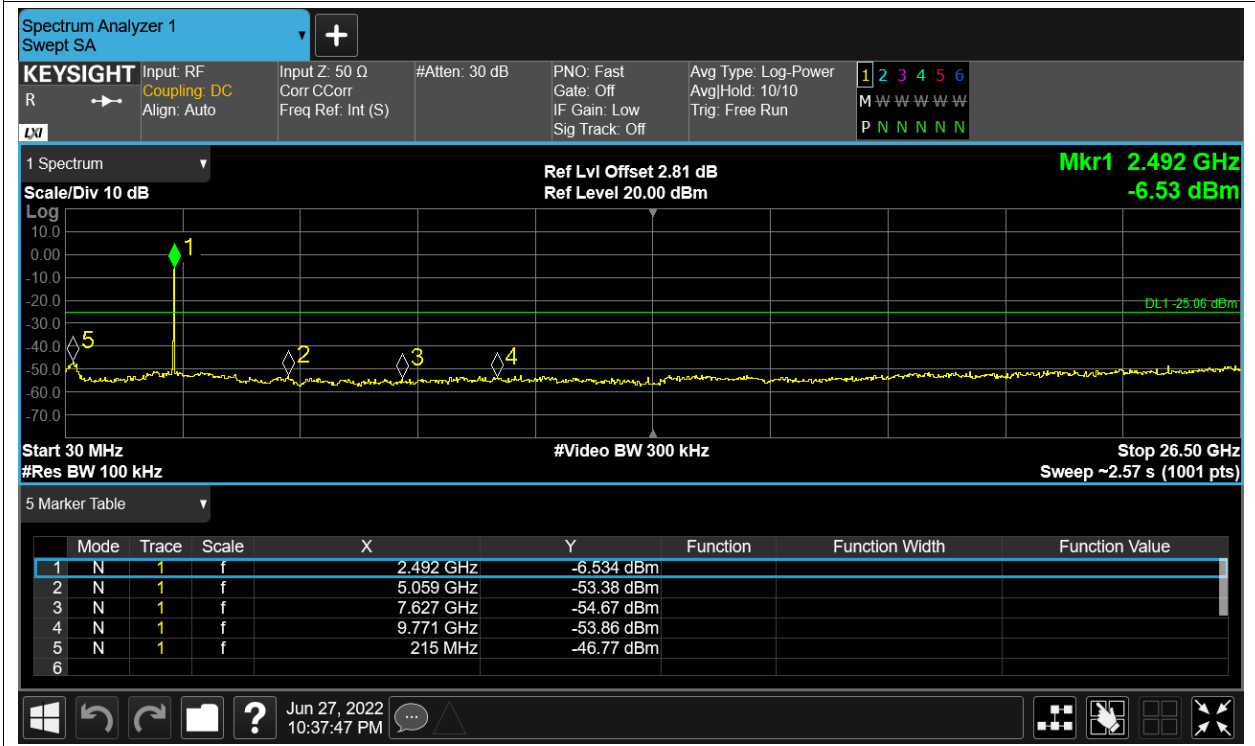 Spectrum Analyzer 1
Swept SA
+
KEYSIGHT
R
LXI
Input: RF
Coupling: DC
Align: Auto
Input Z: 50 Ω
Corr CCorr
Freq Ref: Int (S)
#Atten: 30 dB
PNO: Fast
Gate: Off
IF Gain: Low
Sig Track: Off
Avg Type: Log-Power
Avg|Hold: 10/10
Trig: Free Run
1 2 3 4 5 6
M W W W W W
P N N N N N
1 Spectrum
Scale/Div 10 dB
Ref Lvl Offset 2.81 dB
Ref Level 20.00 dBm
Mkr1 2.492 GHz
-6.53 dBm
Log
10.0
0.00
-10.0
-20.0
-30.0
-40.0
-50.0
-60.0
-70.0
1
DL1 -25.06 dBm
5
2
3
4
Start 30 MHz
#Video BW 300 kHz
Stop 26.50 GHz
#Res BW 100 kHz
Sweep ~2.57 s (1001 pts)
5 Marker Table
Mode Trace Scale X Y Function Function Width Function Value
1 N 1 f 2.492 GHz -6.534 dBm
2 N 1 f 5.059 GHz -53.38 dBm
3 N 1 f 7.627 GHz -54.67 dBm
4 N 1 f 9.771 GHz -53.86 dBm
5 N 1 f 215 MHz -46.77 dBm
6
?
Jun 27, 2022
10:37:47 PM